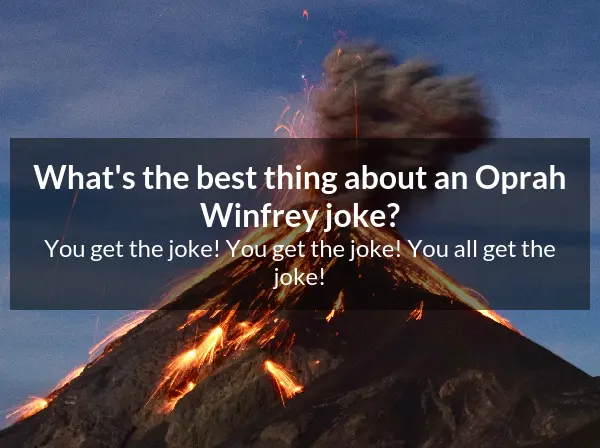 What's the best thing about an Oprah
Winfrey joke?
You get the joke! You get the joke! You all get the
joke!